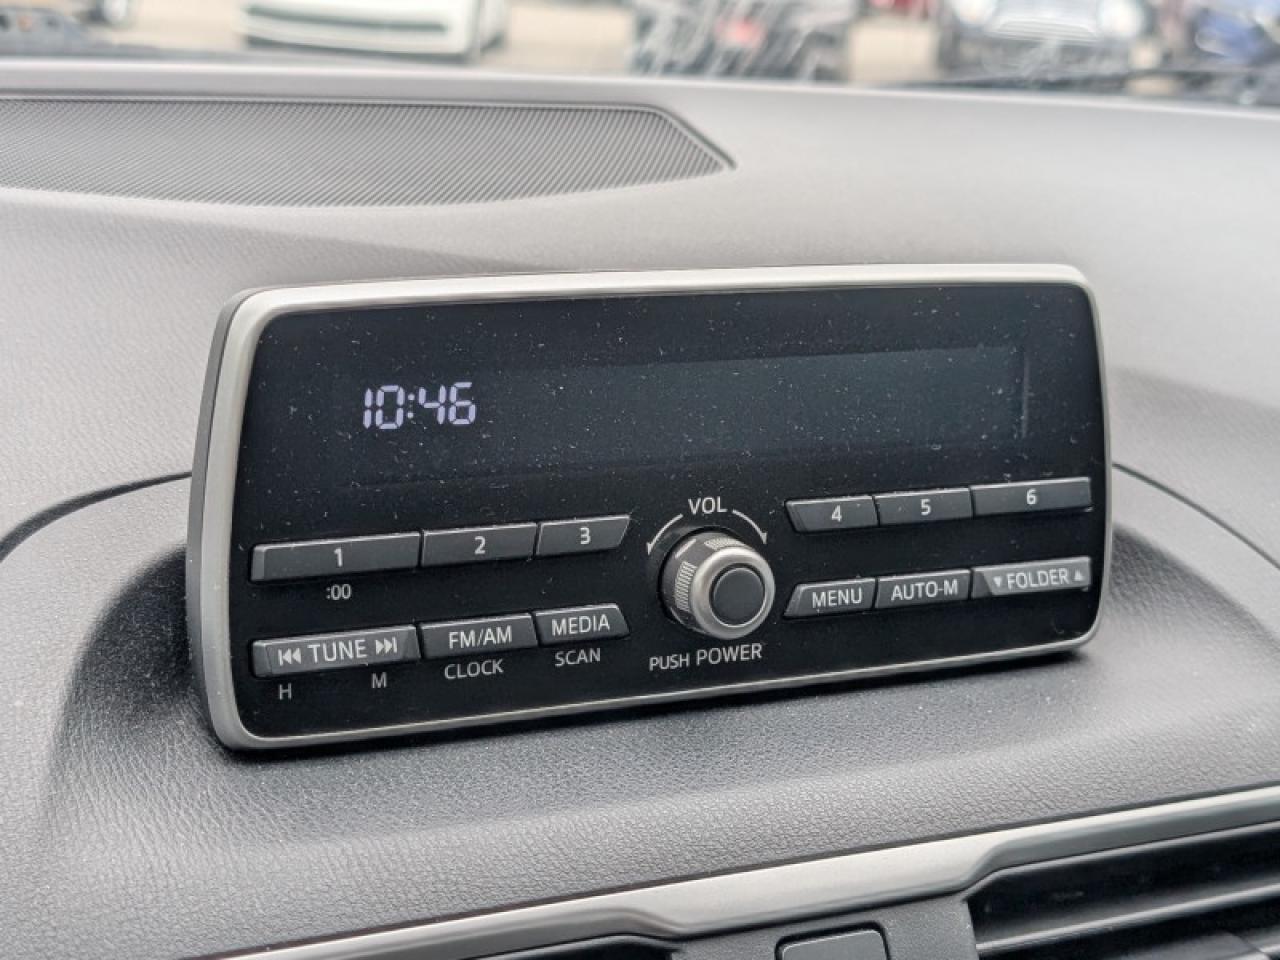 10:46
VOL
1 2 3 4 5 6
:00
⏮ TUNE ⏭ FM/AM MEDIA MENU AUTO-M ▼ FOLDER ▲
H M CLOCK SCAN PUSH POWER